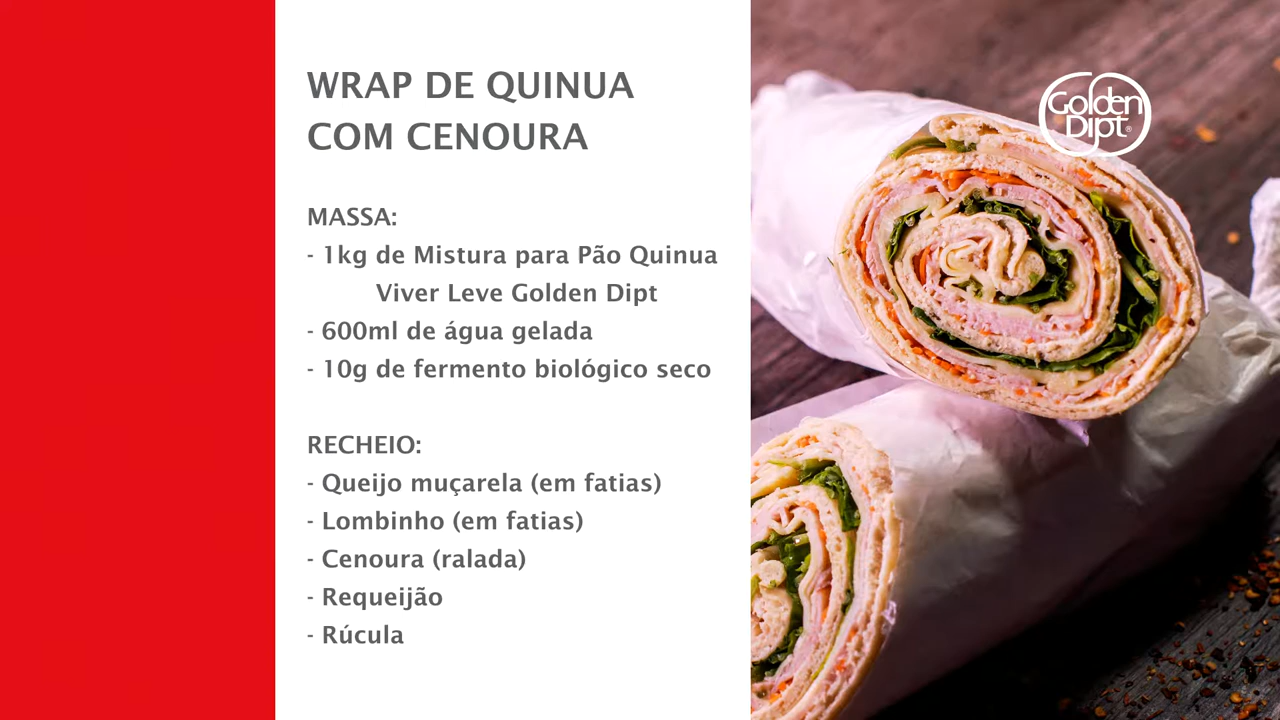 WRAP DE QUINUA
COM CENOURA
MASSA:
- 1kg de Mistura para Pão Quinua
Viver Leve Golden Dipt
- 600ml de água gelada
- 10g de fermento biológico seco
RECHEIO:
- Queijo muçarela (em fatias)
- Lombinho (em fatias)
- Cenoura (ralada)
- Requeijão
- Rúcula
Golden
Dipt®